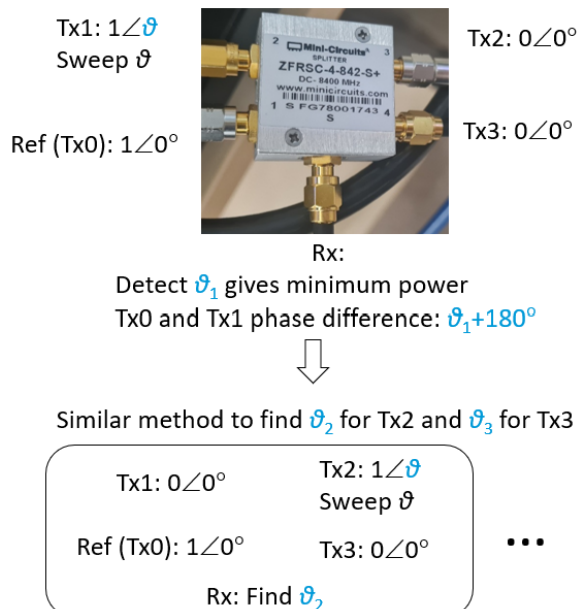 Tx1: 1∠ϑ
Sweep ϑ
Tx2: 0∠0°
2
Mini-Circuits®
3
SPLITTER
ZFRSC-4-842-S+
DC- 8400 MHz
www.minicircuits.com
1 S FG78001743 4
S
Ref (Tx0): 1∠0°
Tx3: 0∠0°
Rx:
Detect ϑ₁ gives minimum power
Tx0 and Tx1 phase difference: ϑ₁+180°
Similar method to find ϑ₂ for Tx2 and ϑ₃ for Tx3
Tx1: 0∠0°
Tx2: 1∠ϑ
Sweep ϑ
Ref (Tx0): 1∠0°
Tx3: 0∠0°
...
Rx: Find ϑ₂